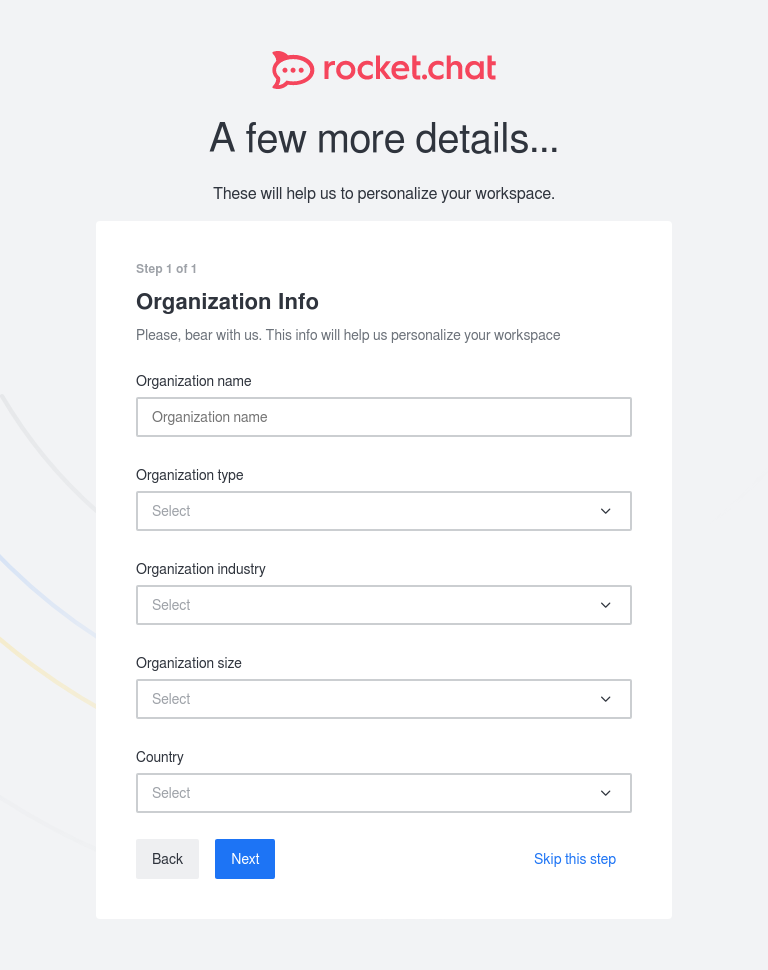 rocket.chat
A few more details...
These will help us to personalize your workspace.
Step 1 of 1
Organization Info
Please, bear with us. This info will help us personalize your workspace
Organization name
Organization name
Organization type
Select
Organization industry
Select
Organization size
Select
Country
Select
Back Next Skip this step